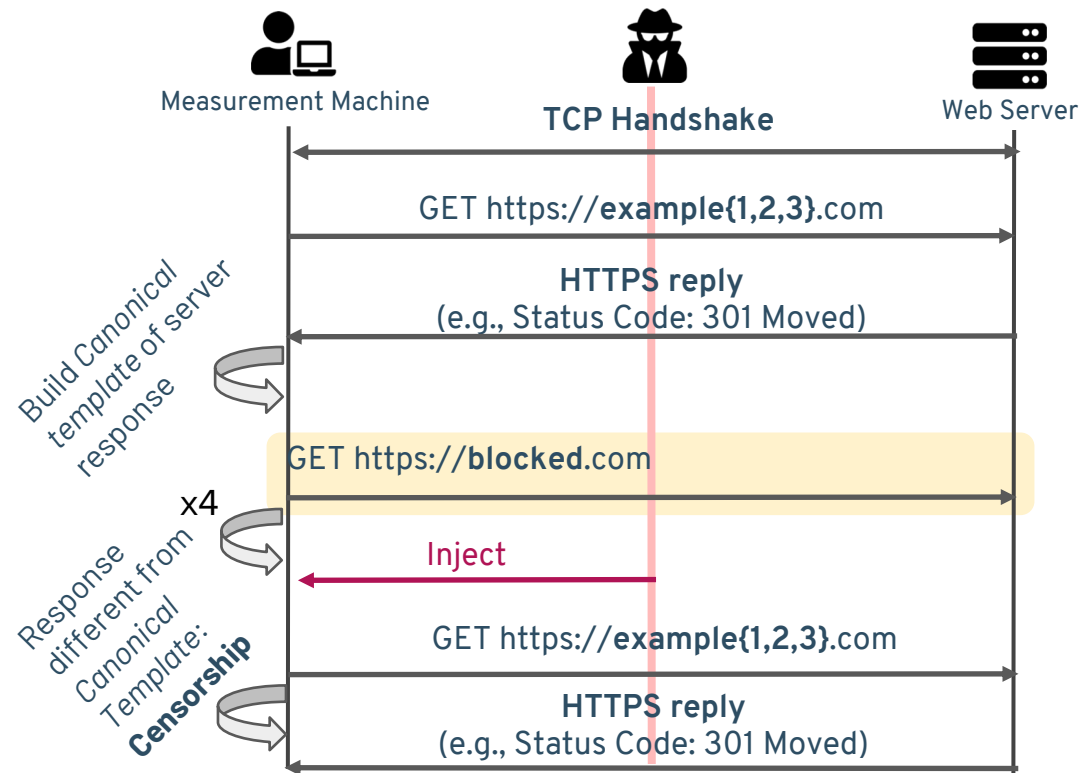 Measurement Machine
Web Server
TCP Handshake
GET https://example{1,2,3}.com
HTTPS reply
(e.g., Status Code: 301 Moved)
Build Canonical
template of server
response
GET https://blocked.com
x4
Inject
Response
different from
Canonical
Template:
Censorship
GET https://example{1,2,3}.com
HTTPS reply
(e.g., Status Code: 301 Moved)